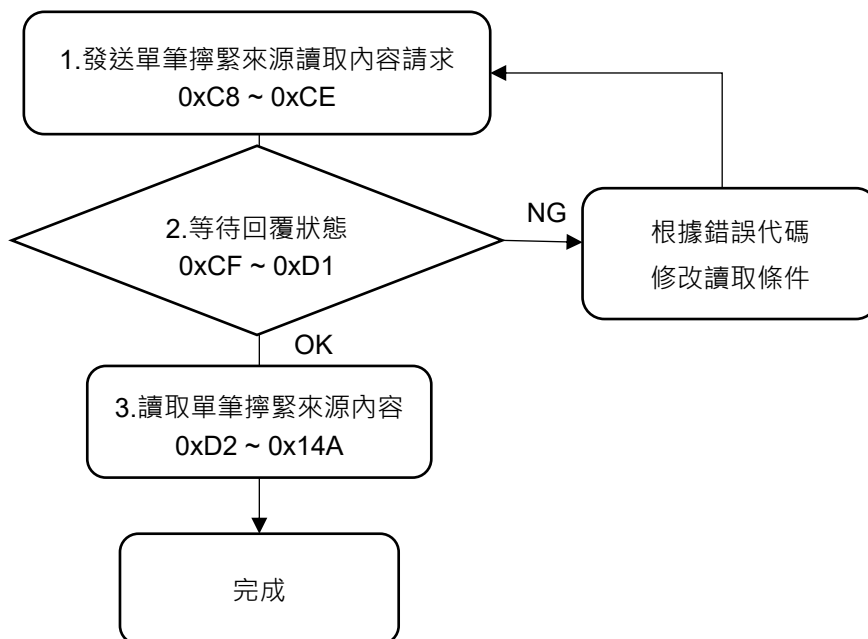 1.發送單筆擰緊來源讀取內容請求
0xC8 ~ 0xCE
2.等待回覆狀態
0xCF ~ 0xD1
NG
根據錯誤代碼
修改讀取條件
OK
3.讀取單筆擰緊來源內容
0xD2 ~ 0x14A
完成